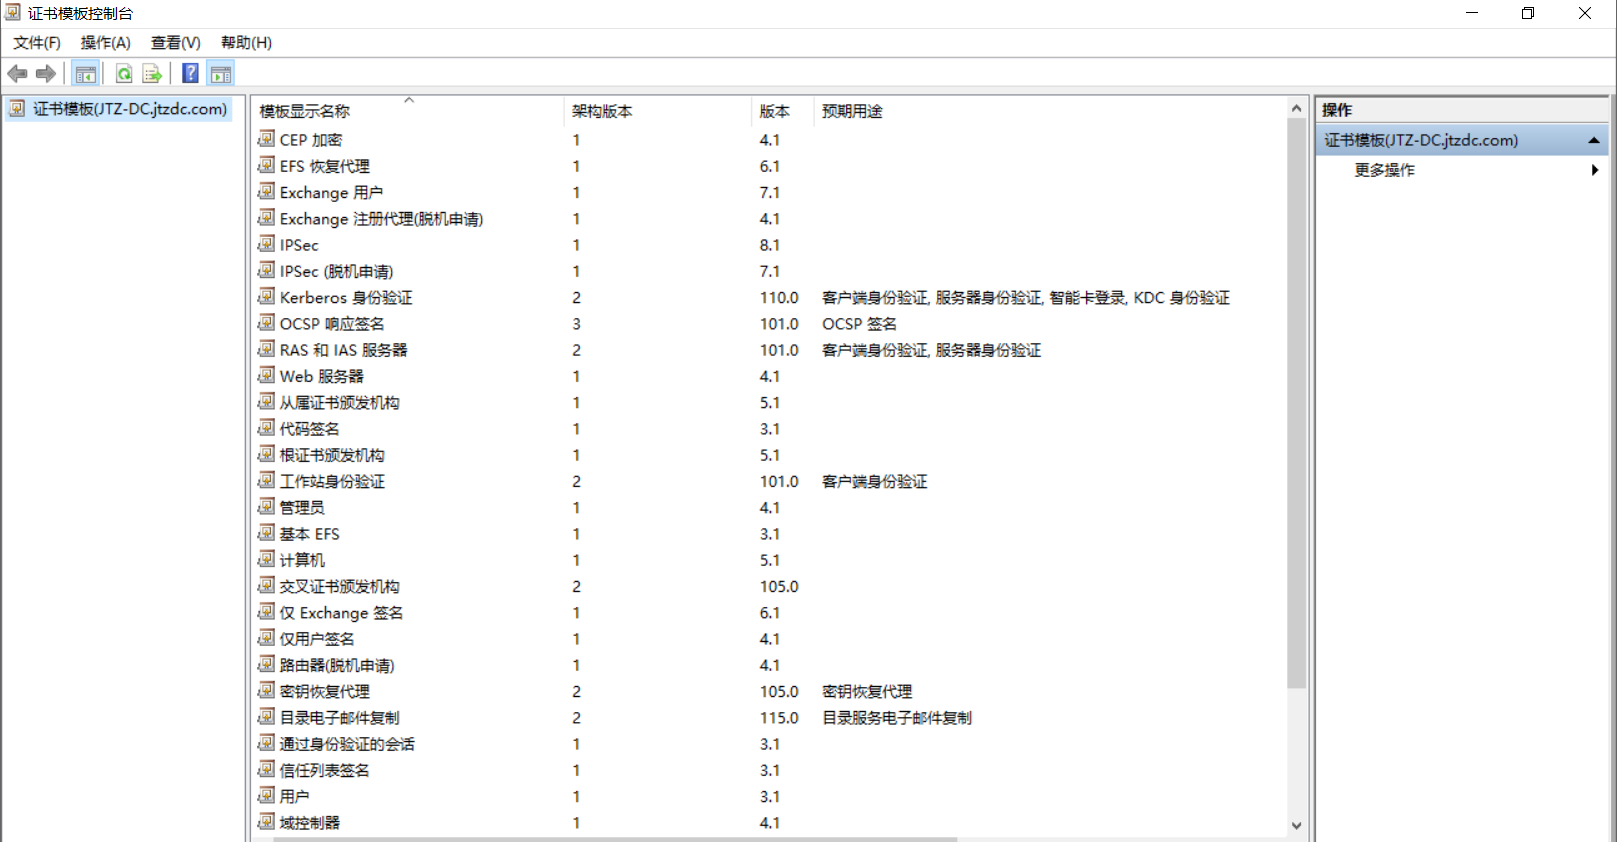 证书模板控制台
文件(F) 操作(A) 查看(V) 帮助(H)
证书模板(JTZ-DC.jtzdc.com)
模板显示名称 架构版本 版本 预期用途
CEP 加密 1 4.1
EFS 恢复代理 1 6.1
Exchange 用户 1 7.1
Exchange 注册代理(脱机申请) 1 4.1
IPSec 1 8.1
IPSec (脱机申请) 1 7.1
Kerberos 身份验证 2 110.0 客户端身份验证, 服务器身份验证, 智能卡登录, KDC 身份验证
OCSP 响应签名 3 101.0 OCSP 签名
RAS 和 IAS 服务器 2 101.0 客户端身份验证, 服务器身份验证
Web 服务器 1 4.1
从属证书颁发机构 1 5.1
代码签名 1 3.1
根证书颁发机构 1 5.1
工作站身份验证 2 101.0 客户端身份验证
管理员 1 4.1
基本 EFS 1 3.1
计算机 1 5.1
交叉证书颁发机构 2 105.0
仅 Exchange 签名 1 6.1
仅用户签名 1 4.1
路由器(脱机申请) 1 4.1
密钥恢复代理 2 105.0 密钥恢复代理
目录电子邮件复制 2 115.0 目录服务电子邮件复制
通过身份验证的会话 1 3.1
信任列表签名 1 3.1
用户 1 3.1
域控制器 1 4.1
操作
证书模板(JTZ-DC.jtzdc.com)
更多操作